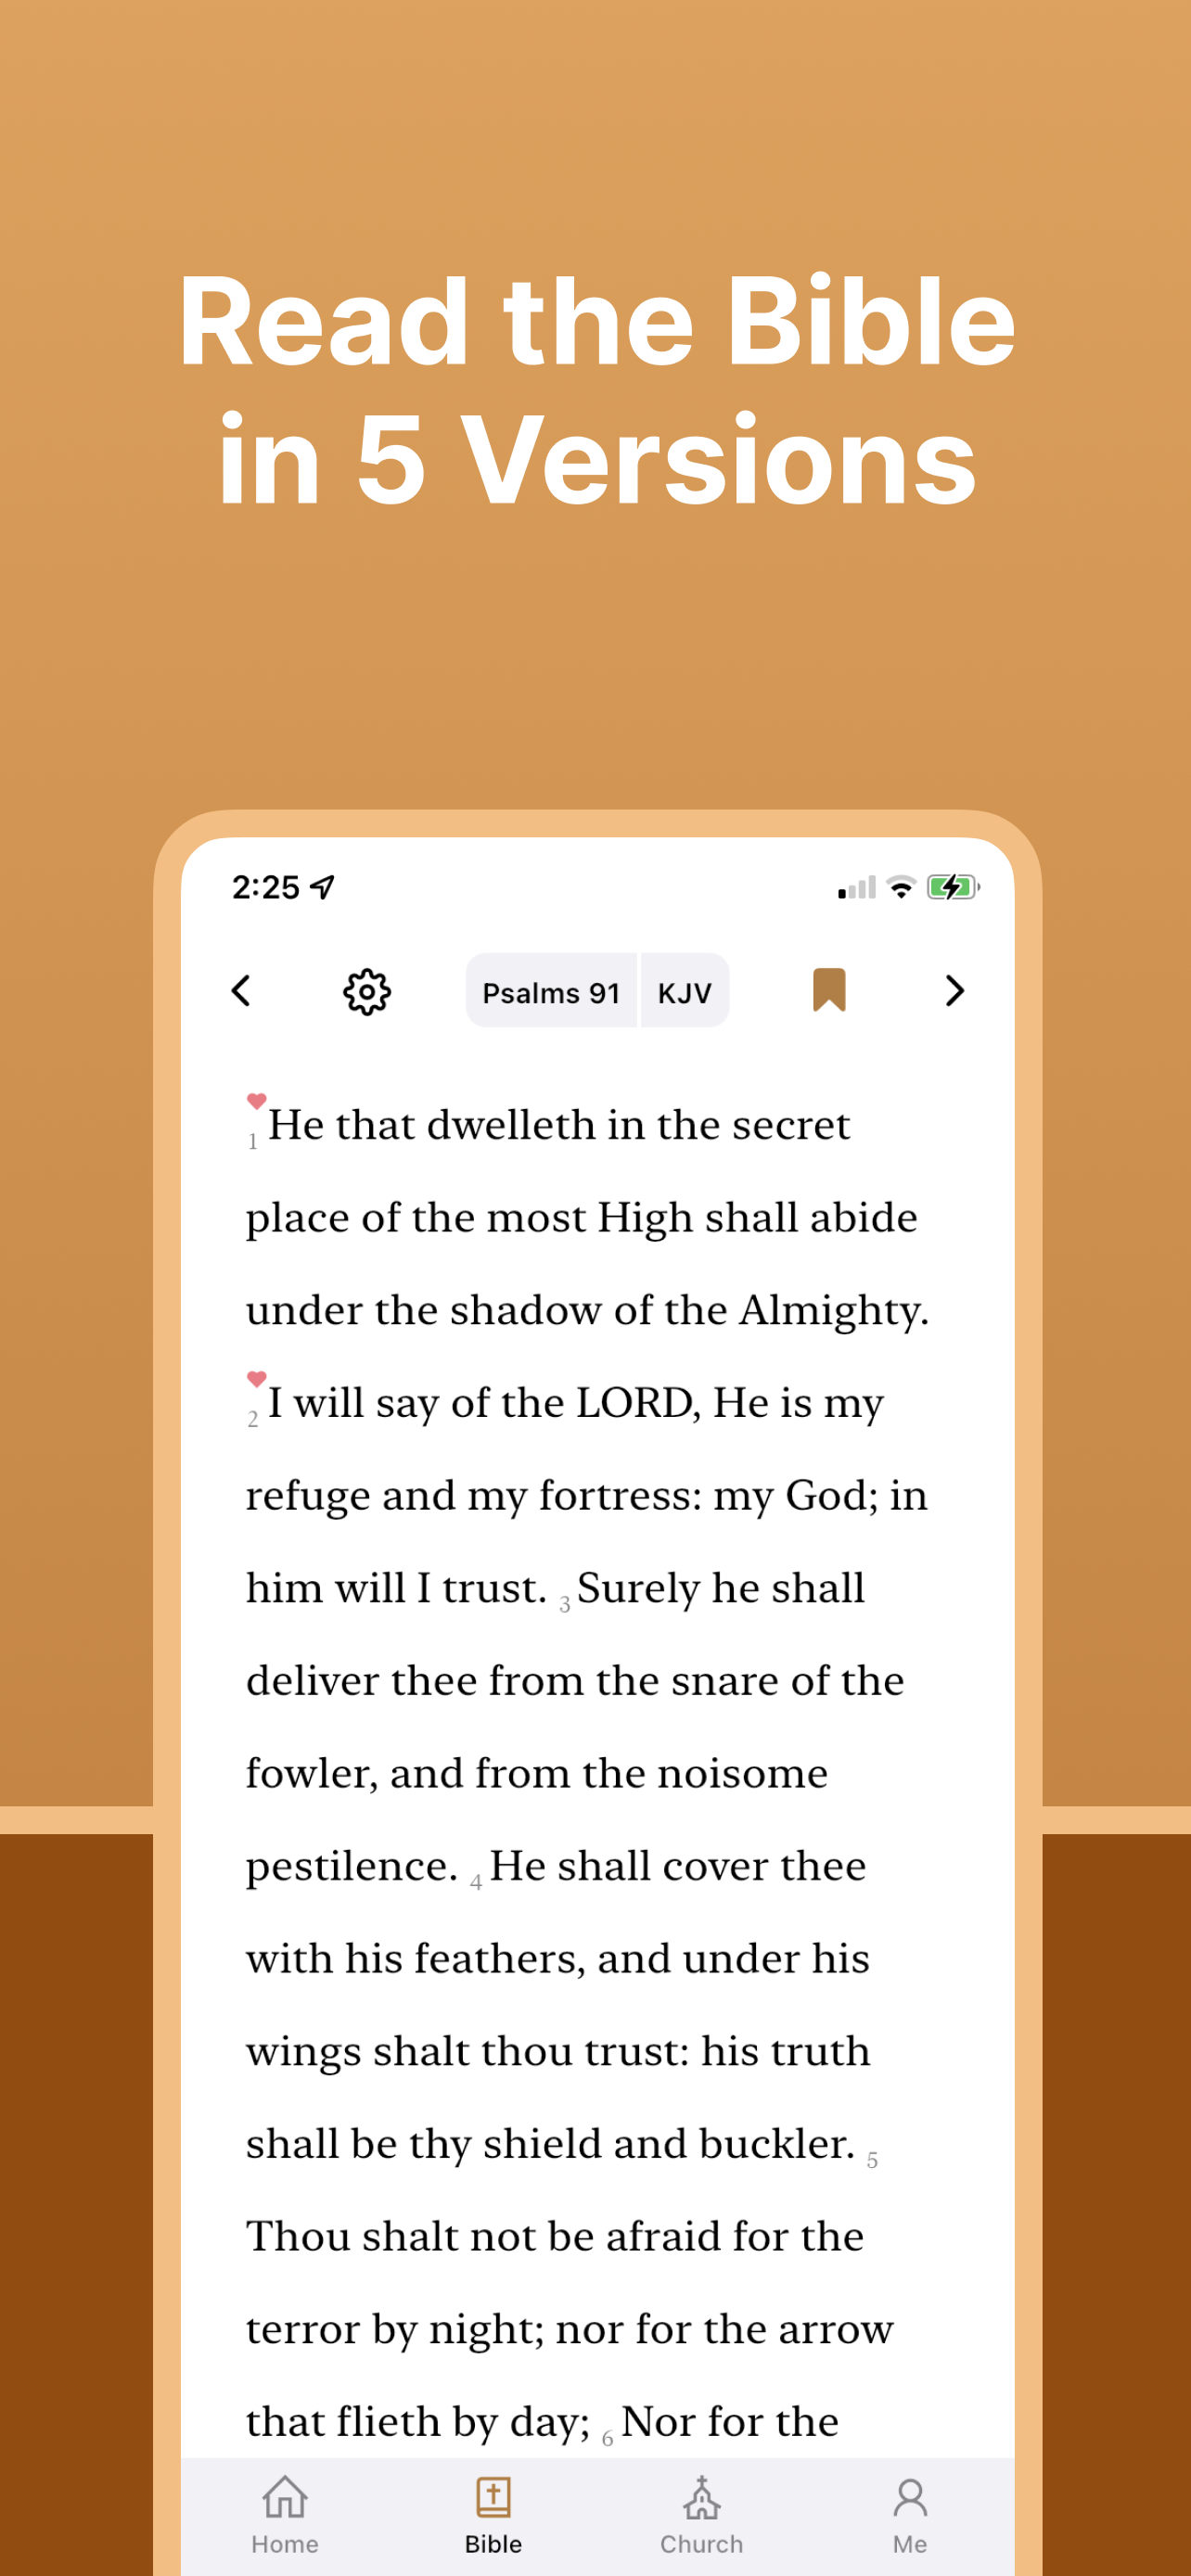 Read the Bible
in 5 Versions
2:25
Psalms 91 KJV
1 He that dwelleth in the secret
place of the most High shall abide
under the shadow of the Almighty.
2 I will say of the LORD, He is my
refuge and my fortress: my God; in
him will I trust. 3 Surely he shall
deliver thee from the snare of the
fowler, and from the noisome
pestilence. 4 He shall cover thee
with his feathers, and under his
wings shalt thou trust: his truth
shall be thy shield and buckler. 5
Thou shalt not be afraid for the
terror by night; nor for the arrow
that flieth by day; 6 Nor for the
Home Bible Church Me